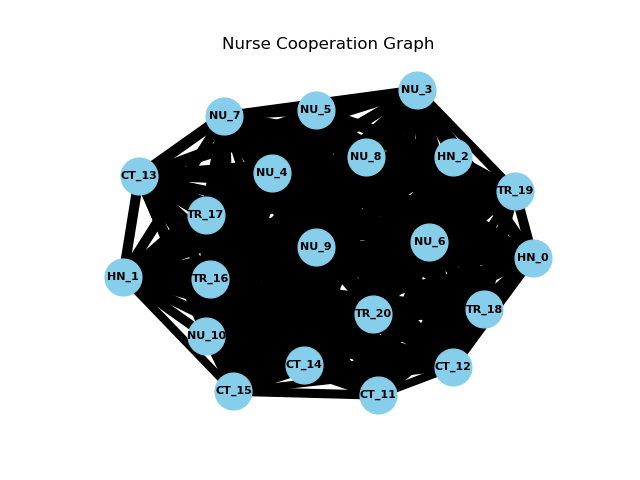 Nurse Cooperation Graph
NU_3
NU_5
NU_7
NU_8
HN_2
NU_4
CT_13
TR_19
TR_17
NU_6
NU_9
HN_0
HN_1
TR_16
TR_18
TR_20
NU_10
CT_14
CT_12
CT_15
CT_11